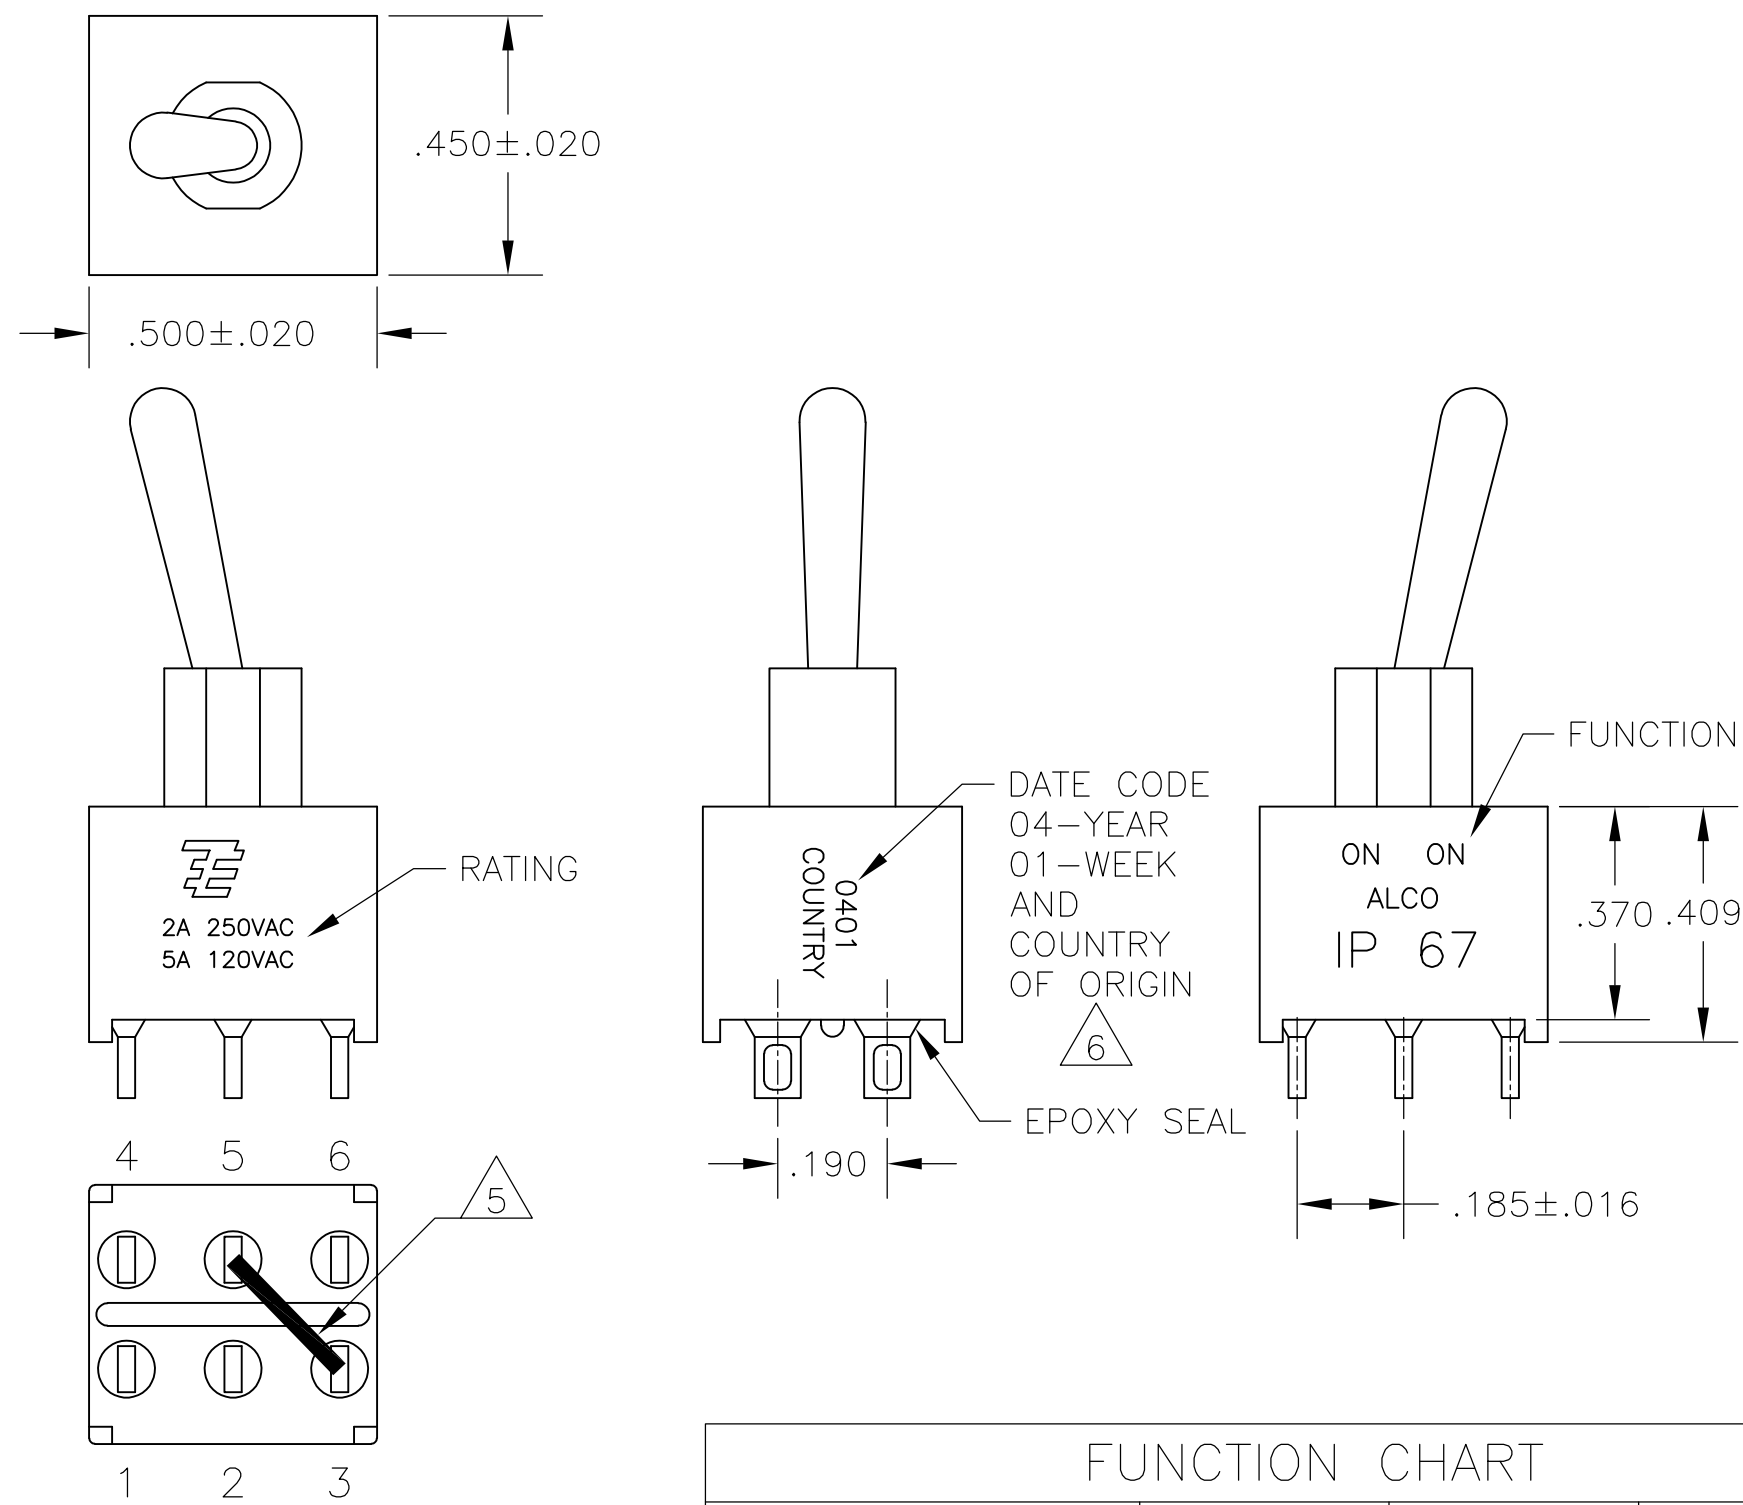 .450±.020
.500±.020
RATING
2A 250VAC
5A 120VAC
4 5 6
5
1 2 3
DATE CODE
04-YEAR
01-WEEK
AND
COUNTRY
OF ORIGIN
6
0401
COUNTRY
EPOXY SEAL
.190
FUNCTION
ON ON
ALCO
IP 67
.370
.409
.185±.016
FUNCTION CHART